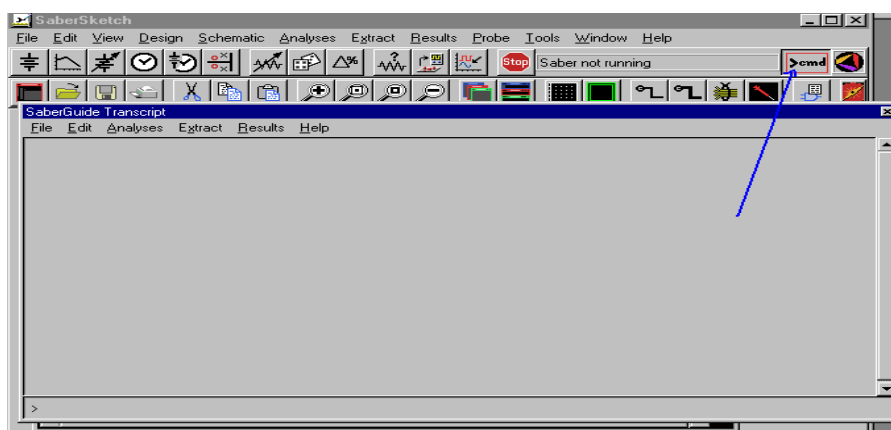 SaberSketch
File Edit View Design Schematic Analyses Extract Results Probe Tools Window Help
Stop Saber not running >cmd
SaberGuide Transcript
File Edit Analyses Extract Results Help
>